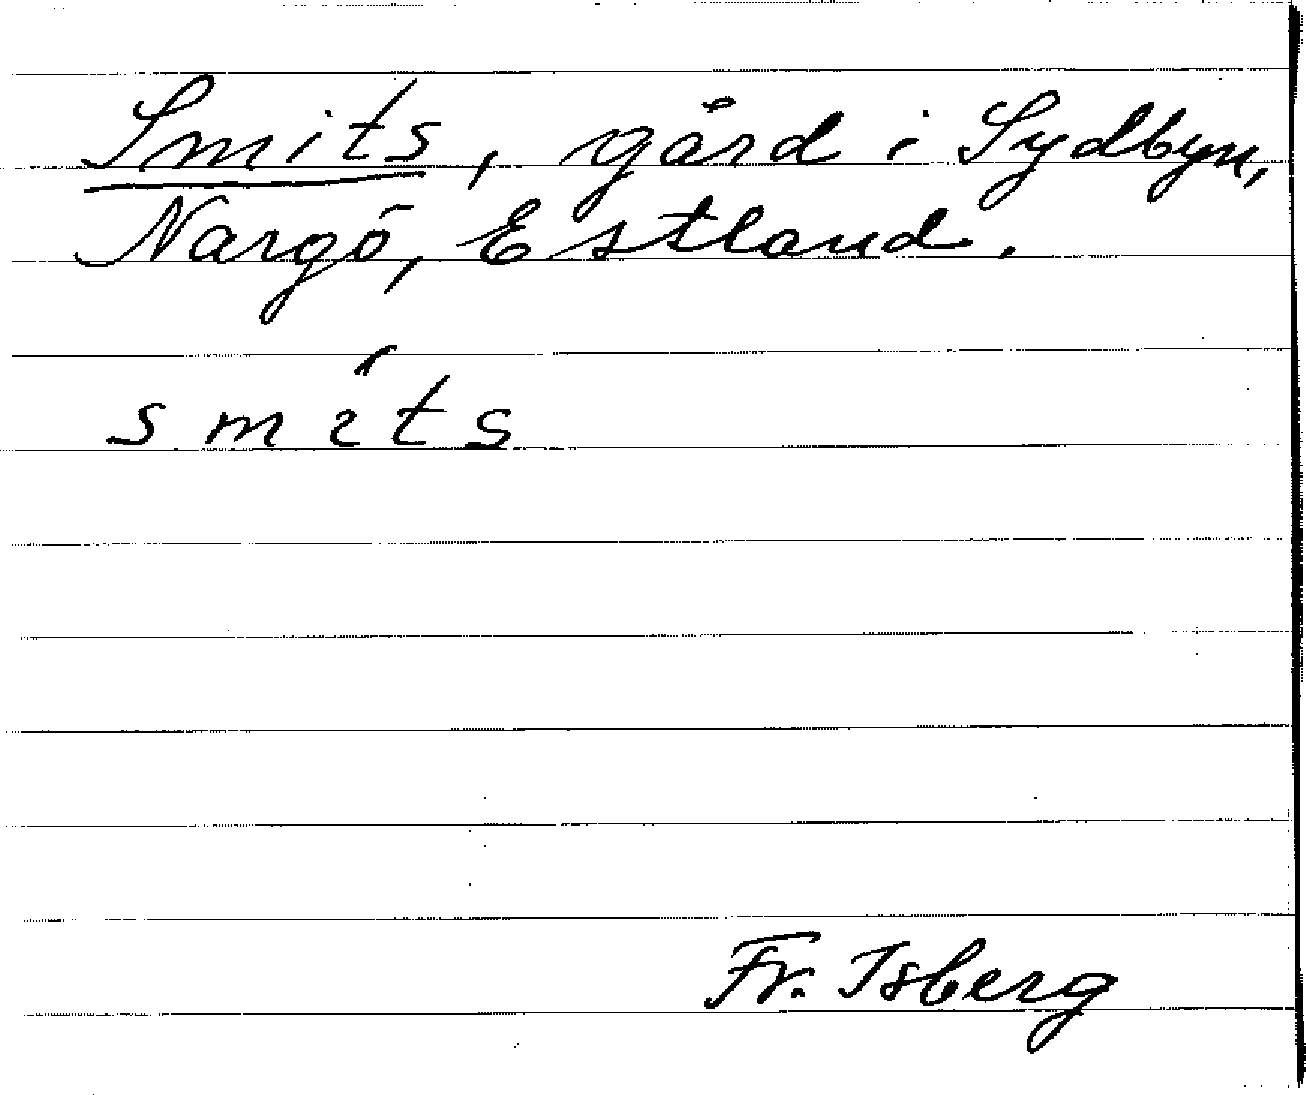 Smits, gård i Sydbyn,
Nargö, Estland.
smíts
Fr. Isberg